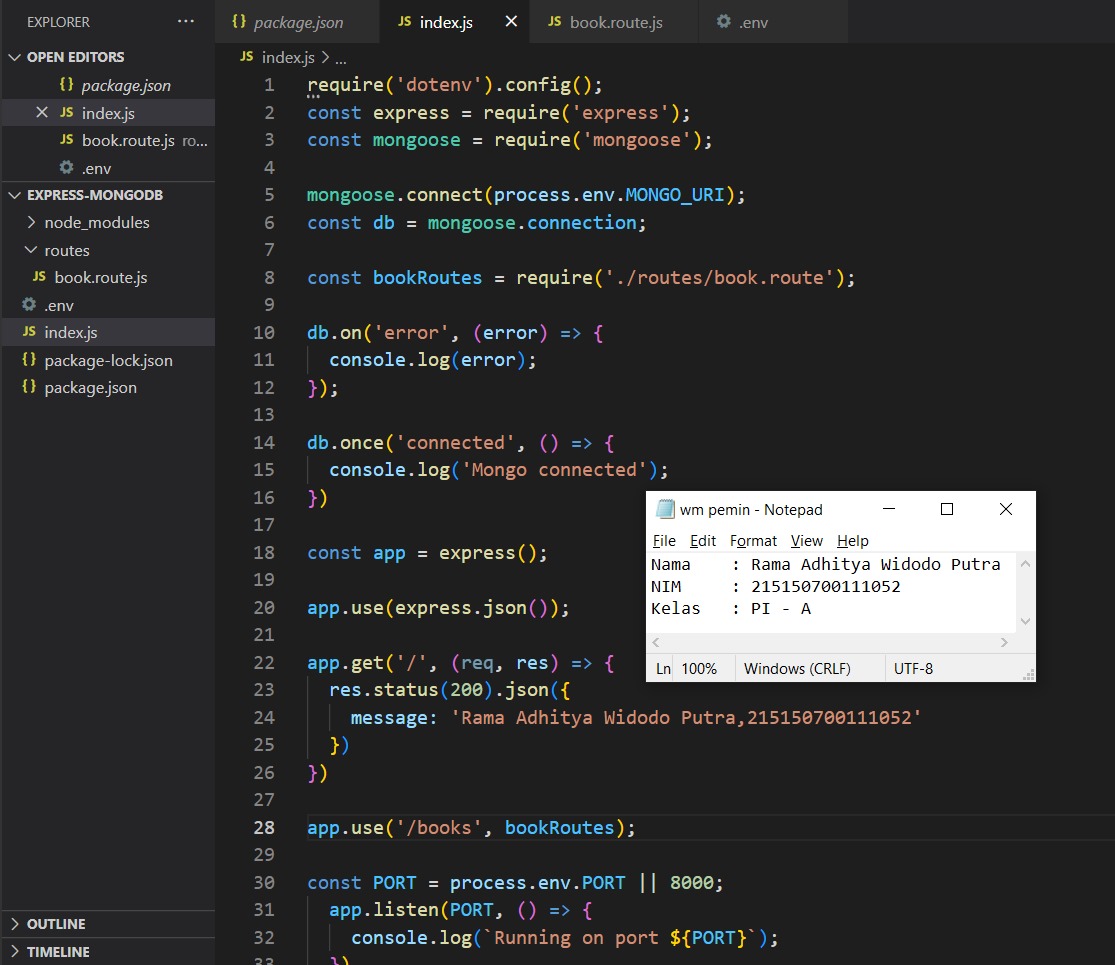 EXPLORER ...
{} package.json JS index.js × JS book.route.js .env
OPEN EDITORS
{} package.json
× JS index.js
JS book.route.js ro...
.env
EXPRESS-MONGODB
> node_modules
routes
JS book.route.js
.env
JS index.js
{} package-lock.json
{} package.json
> OUTLINE
> TIMELINE
JS index.js > ...
1 require('dotenv').config();
2 const express = require('express');
3 const mongoose = require('mongoose');
4
5 mongoose.connect(process.env.MONGO_URI);
6 const db = mongoose.connection;
7
8 const bookRoutes = require('./routes/book.route');
9
10 db.on('error', (error) => {
11   console.log(error);
12 });
13
14 db.once('connected', () => {
15   console.log('Mongo connected');
16 })
17
18 const app = express();
19
20 app.use(express.json());
21
22 app.get('/', (req, res) => {
23   res.status(200).json({
24     message: 'Rama Adhitya Widodo Putra,215150700111052'
25   })
26 })
27
28 app.use('/books', bookRoutes);
29
30 const PORT = process.env.PORT || 8000;
31   app.listen(PORT, () => {
32     console.log(`Running on port ${PORT}`);
33   })
wm pemin - Notepad
File Edit Format View Help
Nama    : Rama Adhitya Widodo Putra
NIM     : 215150700111052
Kelas   : PI - A
Ln 100% Windows (CRLF) UTF-8